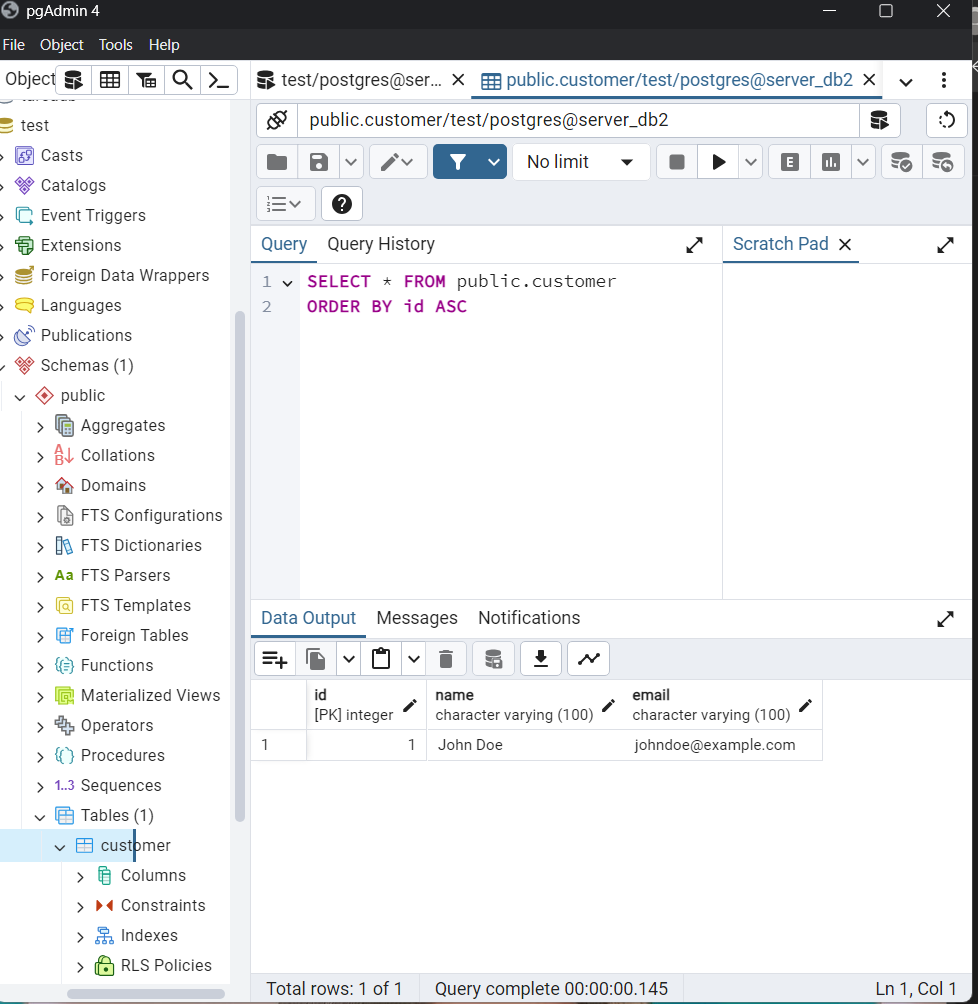 pgAdmin 4
File Object Tools Help
Object
test/postgres@ser...
public.customer/test/postgres@server_db2
test
Casts
Catalogs
Event Triggers
Extensions
Foreign Data Wrappers
Languages
Publications
Schemas (1)
public
Aggregates
Collations
Domains
FTS Configurations
FTS Dictionaries
Aa FTS Parsers
FTS Templates
Foreign Tables
Functions
Materialized Views
Operators
Procedures
1..3 Sequences
Tables (1)
customer
Columns
Constraints
Indexes
RLS Policies
public.customer/test/postgres@server_db2
No limit
E
Query Query History
Scratch Pad
1 SELECT * FROM public.customer
2 ORDER BY id ASC
Data Output Messages Notifications
id name email
[PK] integer character varying (100) character varying (100)
1 1 John Doe johndoe@example.com
Total rows: 1 of 1 Query complete 00:00:00.145 Ln 1, Col 1